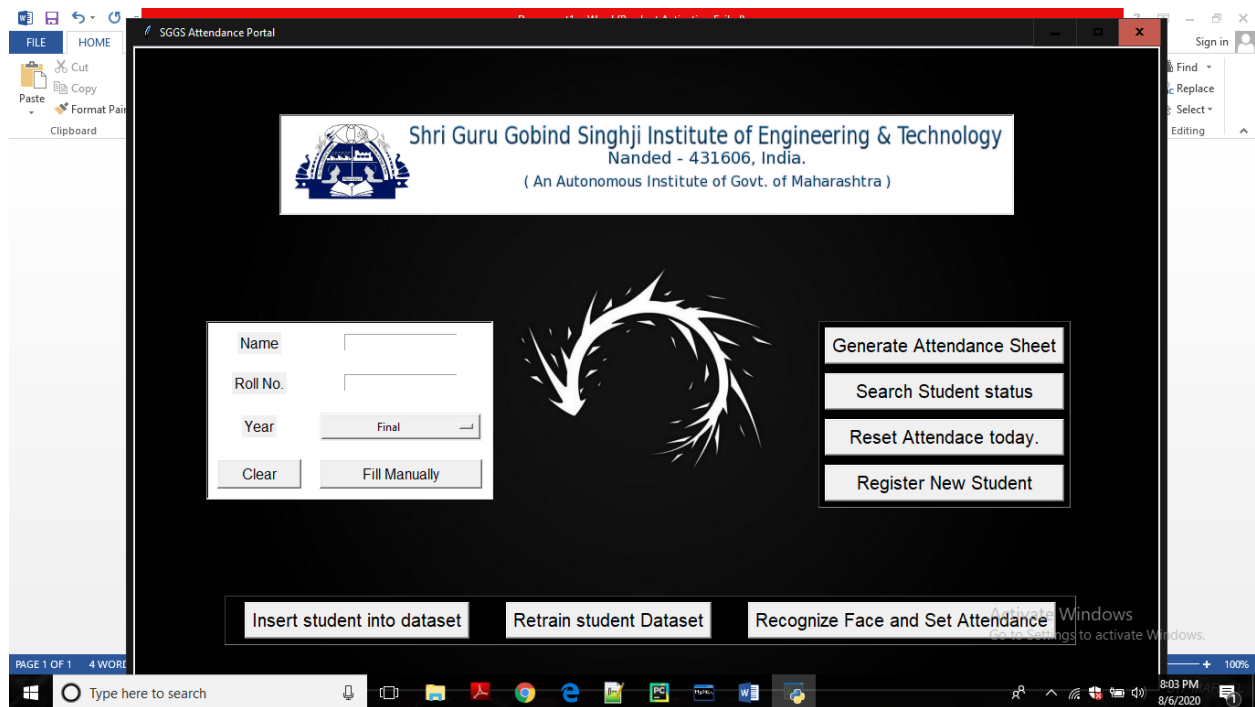 SGGS Attendance Portal
FILE
HOME
Sign in
Cut
Copy
Paste
Format Pain
Clipboard
Find
Replace
Select
Editing
Shri Guru Gobind Singhji Institute of Engineering & Technology
Nanded - 431606, India.
( An Autonomous Institute of Govt. of Maharashtra )
Name
Roll No.
Year
Final
Clear
Fill Manually
Generate Attendance Sheet
Search Student status
Reset Attendace today.
Register New Student
Insert student into dataset
Retrain student Dataset
Recognize Face and Set Attendance
Activate Windows
Go to Settings to activate Windows.
PAGE 1 OF 1
4 WORD
100%
Type here to search
8:03 PM
8/6/2020